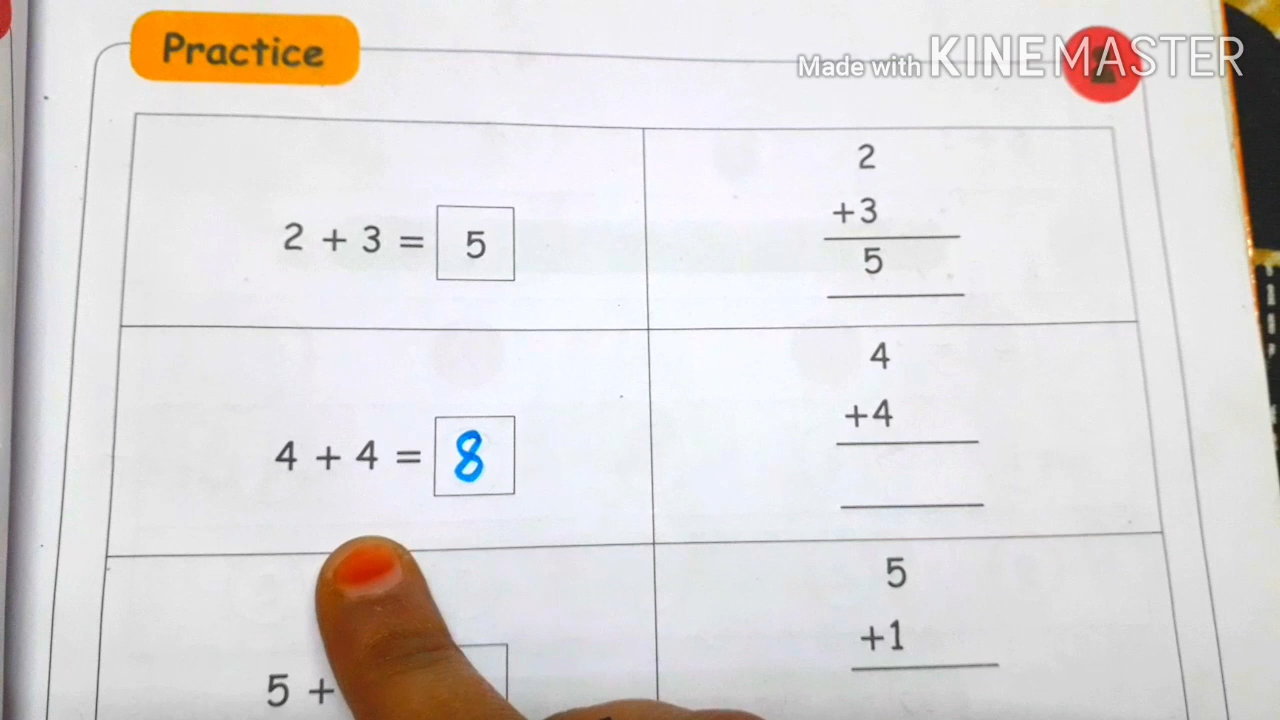 Practice
Made with KINEMASTER
2 + 3 = 5
2
+3
5
4 + 4 = 8
4
+4
5 +
5
+1